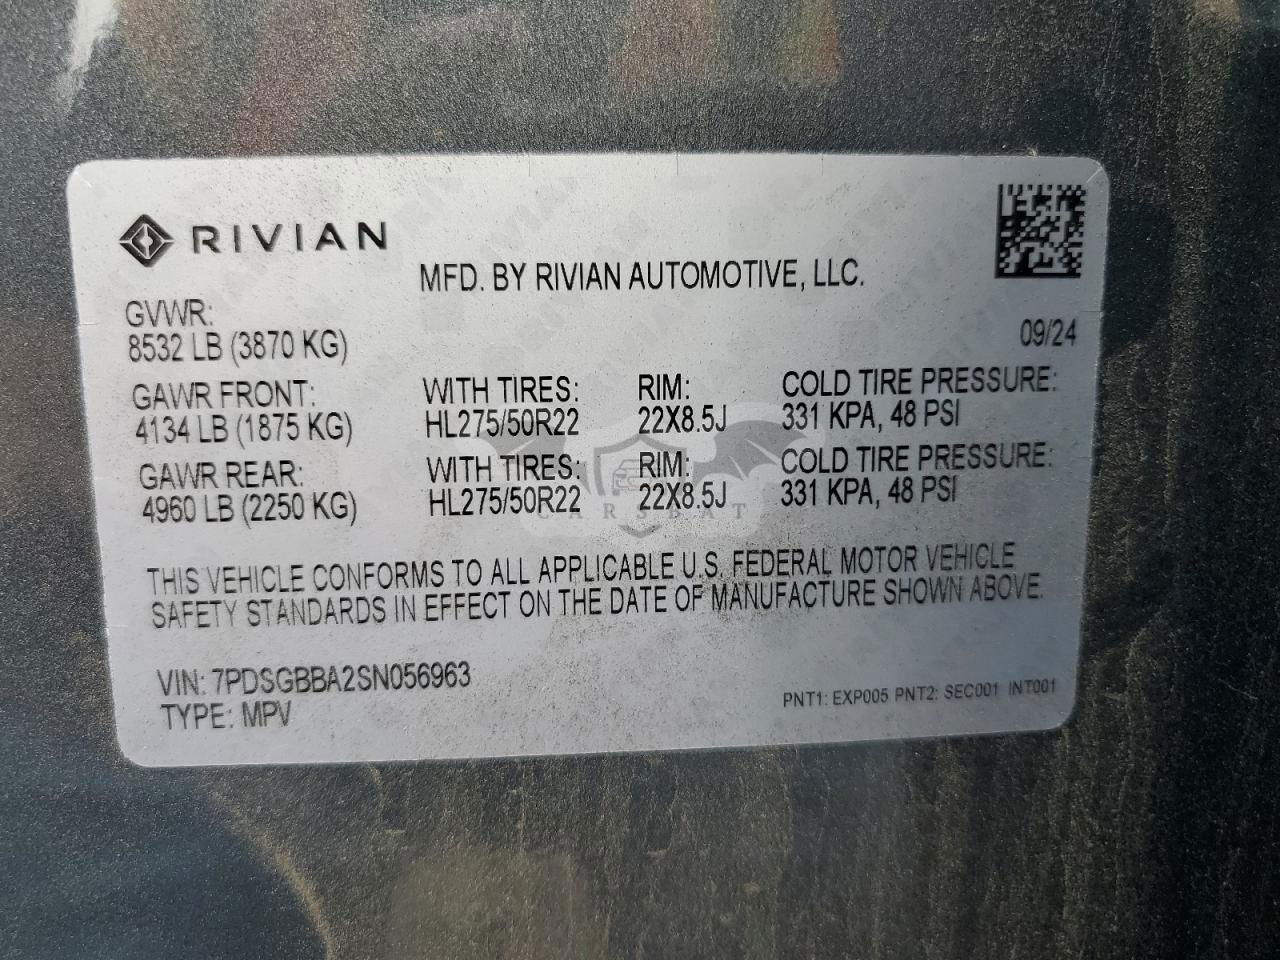 RIVIAN
MFD. BY RIVIAN AUTOMOTIVE, LLC.
GVWR:
8532 LB (3870 KG)
09/24
GAWR FRONT: WITH TIRES: RIM: COLD TIRE PRESSURE:
4134 LB (1875 KG) HL275/50R22 22X8.5J 331 KPA, 48 PSI
GAWR REAR: WITH TIRES: RIM: COLD TIRE PRESSURE:
4960 LB (2250 KG) HL275/50R22 22X8.5J 331 KPA, 48 PSI
CARSBAT
THIS VEHICLE CONFORMS TO ALL APPLICABLE U.S. FEDERAL MOTOR VEHICLE
SAFETY STANDARDS IN EFFECT ON THE DATE OF MANUFACTURE SHOWN ABOVE.
VIN: 7PDSGBBA2SN056963
TYPE: MPV
PNT1: EXP005 PNT2: SEC001 INT001